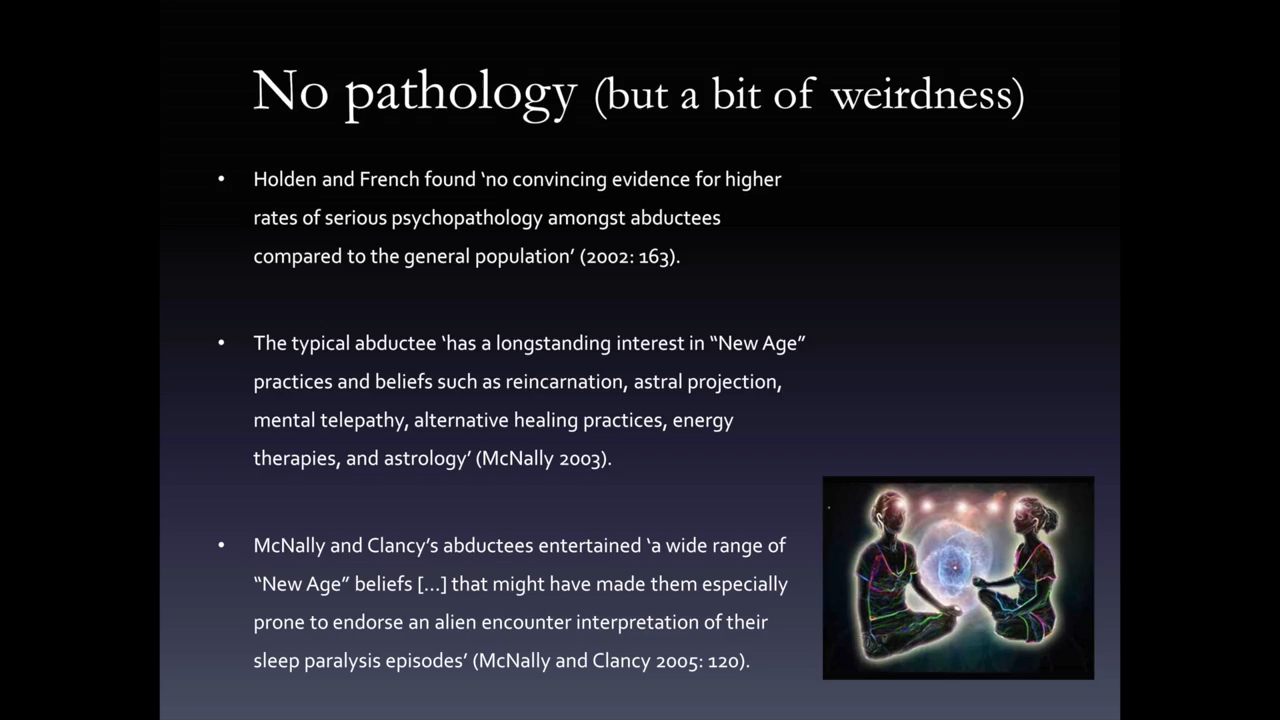 No pathology (but a bit of weirdness)
• Holden and French found ‘no convincing evidence for higher
rates of serious psychopathology amongst abductees
compared to the general population’ (2002: 163).
• The typical abductee ‘has a longstanding interest in “New Age”
practices and beliefs such as reincarnation, astral projection,
mental telepathy, alternative healing practices, energy
therapies, and astrology’ (McNally 2003).
• McNally and Clancy’s abductees entertained ‘a wide range of
“New Age” beliefs [...] that might have made them especially
prone to endorse an alien encounter interpretation of their
sleep paralysis episodes’ (McNally and Clancy 2005: 120).